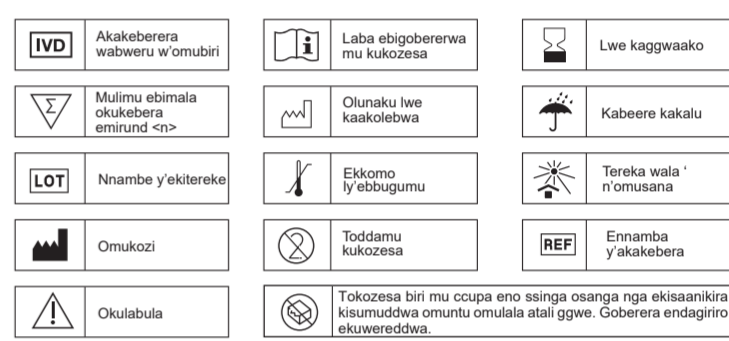 IVD
Akakeberera
wabweru w'omubiri
i
Laba ebigobererwa
mu kukozesa
Lwe kaggwaako
Σ
Mulimu ebimala
okukebera
emirund <n>
Olunaku lwe
kaakolebwa
Kabeere kakalu
LOT
Nnambe y'ekitereke
Ekkomo
ly'ebbugumu
Tereka wala '
n'omusana
Omukozi
2
Toddamu
kukozesa
REF
Ennamba
y'akakebera
!
Okulabula
Tokozesa biri mu ccupa eno ssinga osanga nga ekisaanikira
kisumuddwa omuntu omulala atali ggwe. Goberera endagiriro
ekuwereddwa.